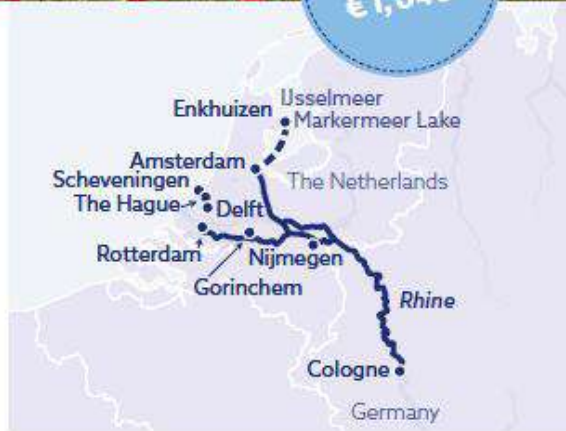 Enkhuizen
IJsselmeer
Markermeer Lake
Amsterdam
Scheveningen
The Netherlands
The Hague
Delft
Rotterdam
Nijmegen
Gorinchem
Rhine
Cologne
Germany